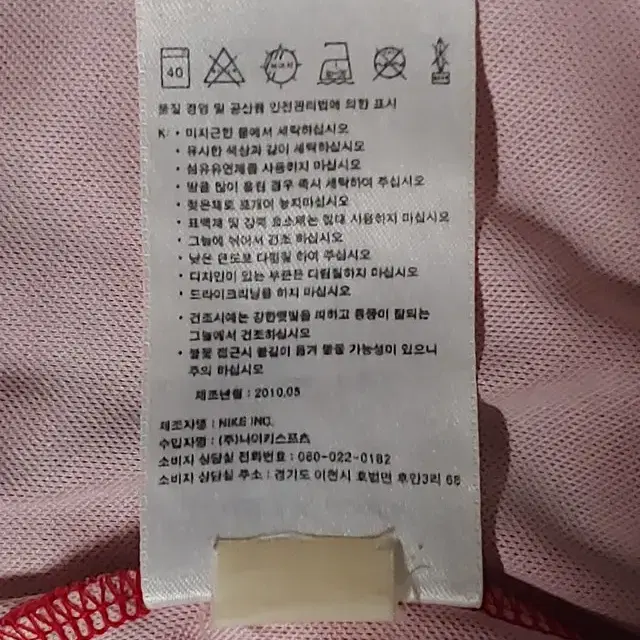 40
품질 경영 및 공산품 안전관리법에 의한 표시
K: • 미지근한 물에서 세탁하십시오
• 유사한 색상과 같이 세탁하십시오
• 섬유유연제를 사용하지 마십시오
• 땀을 많이 흘린 경우 즉시 세탁하여 주십시오
• 젖은채로 포개어 놓지마십시오
• 표백제 및 강력 효소제는 절대 사용하지 마십시오
• 그늘에 뉘어서 건조 하십시오
• 낮은 온도로 다림질 하여 주십시오
• 디자인이 있는 부분은 다림질하지 마십시오
• 드라이크리닝을 하지 마십시오
• 건조시에는 강한햇빛을 피하고 통풍이 잘되는
그늘에서 건조하십시오
• 불꽃 접근시 불길이 옮겨 붙을 가능성이 있으니
주의 하십시오
제조년월 : 2010.05
제조자명 : NIKE INC.
수입자명 : (주)나이키스포츠
소비자 상담실 전화번호 : 080-022-0182
소비자 상담실 주소 : 경기도 이천시 호법면 후안3리 68